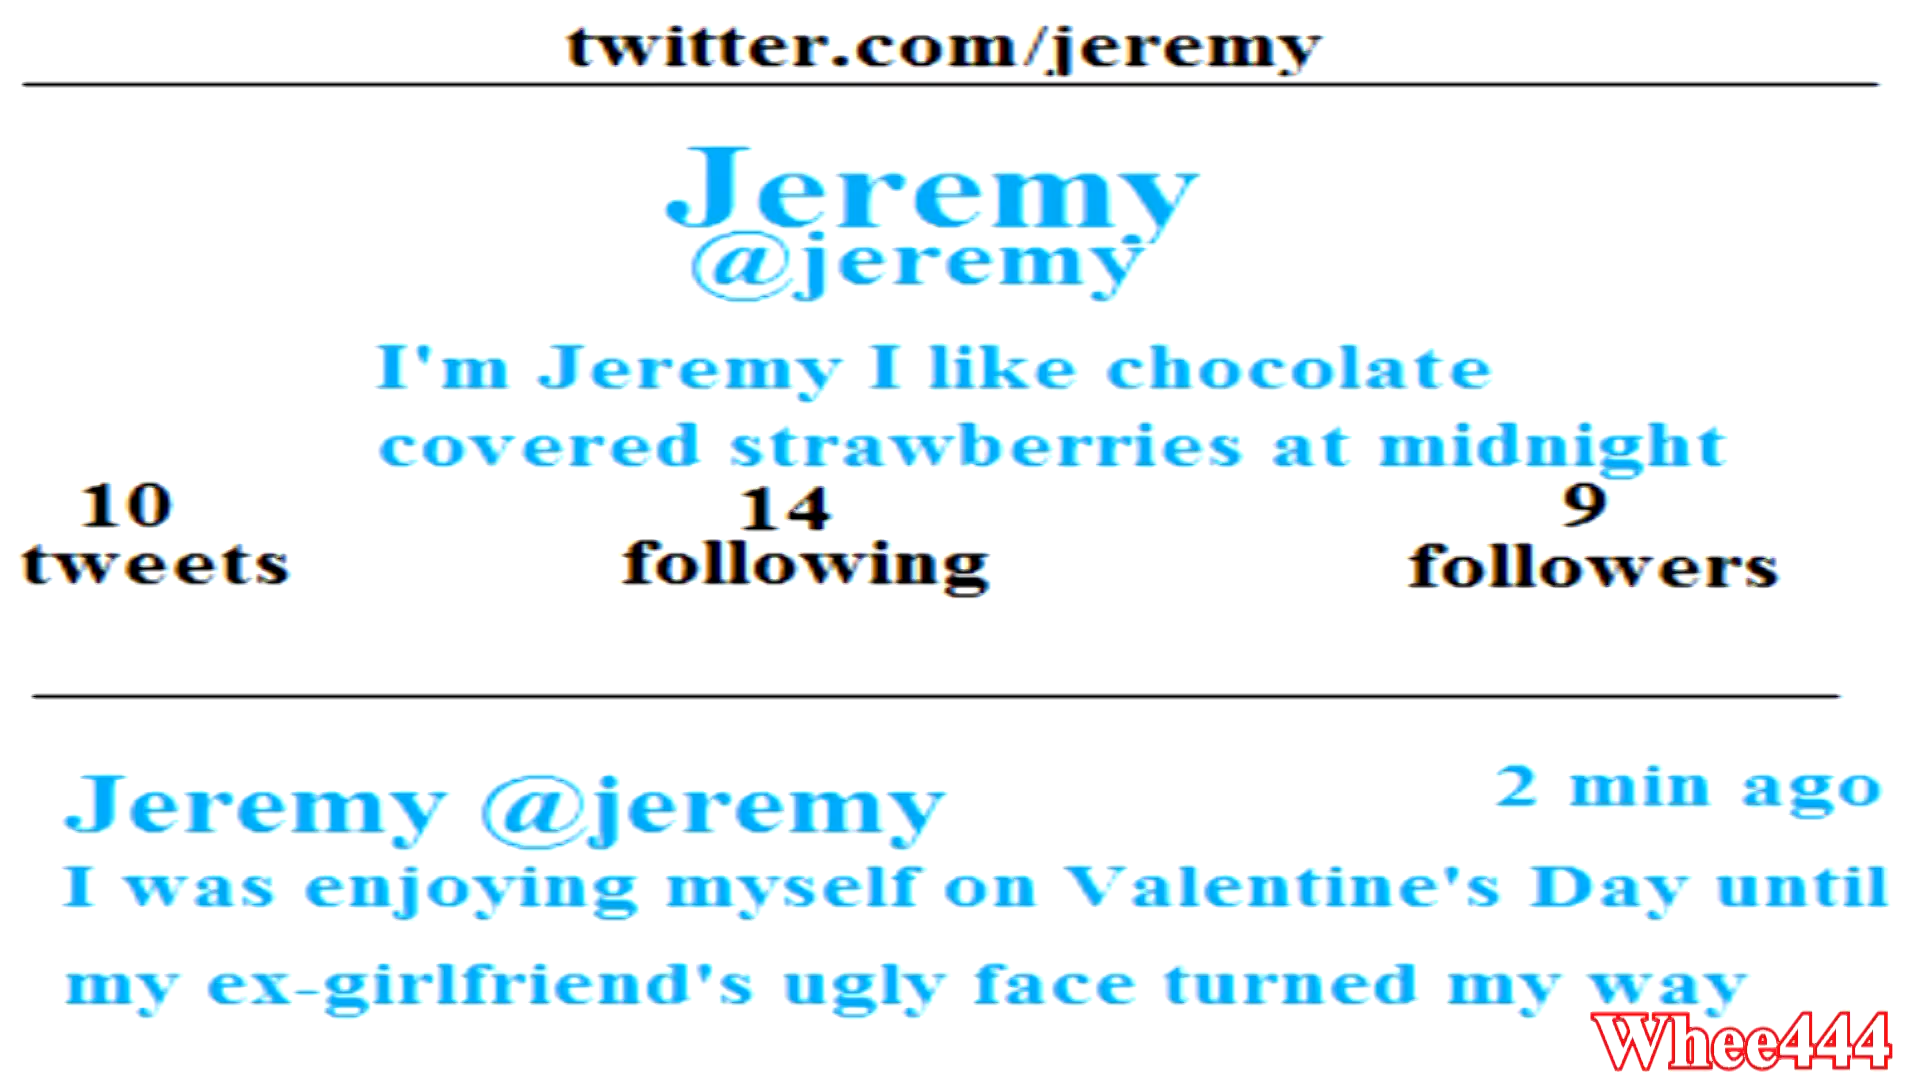 twitter.com/jeremy
Jeremy
@jeremy
I'm Jeremy I like chocolate
covered strawberries at midnight
10
tweets
14
following
9
followers
Jeremy @jeremy
2 min ago
I was enjoying myself on Valentine's Day until
my ex-girlfriend's ugly face turned my way
Whee444